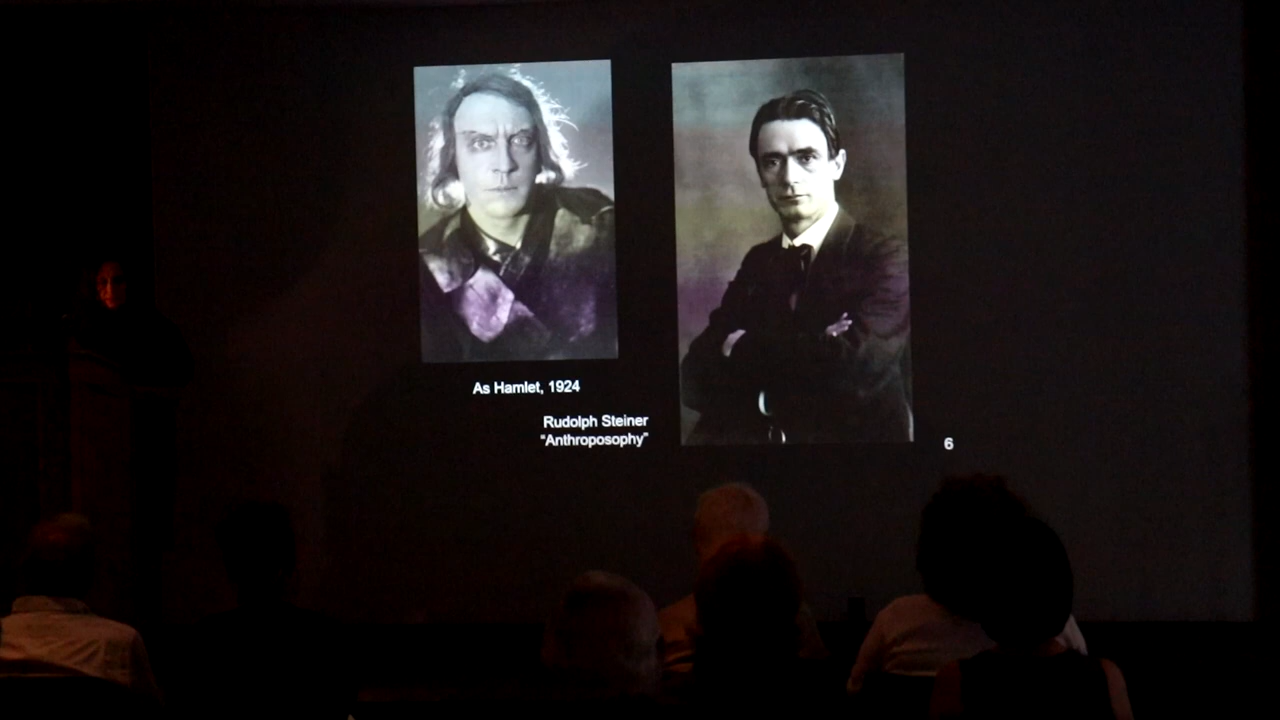 As Hamlet, 1924
Rudolph Steiner
“Anthroposophy”
6